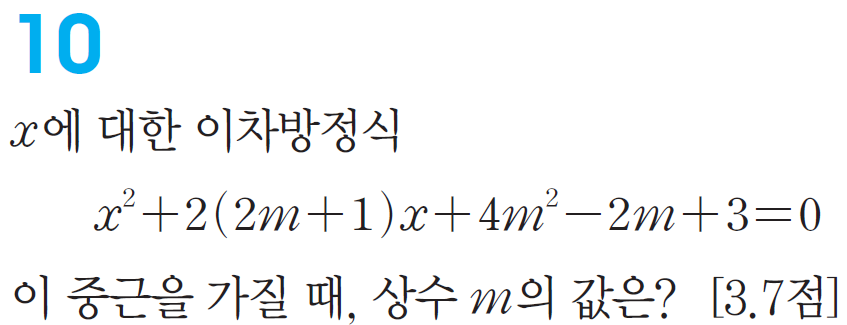 10
x에 대한 이차방정식
x²+2(2m+1)x+4m²-2m+3=0
이 중근을 가질 때, 상수 m의 값은? [3.7점]